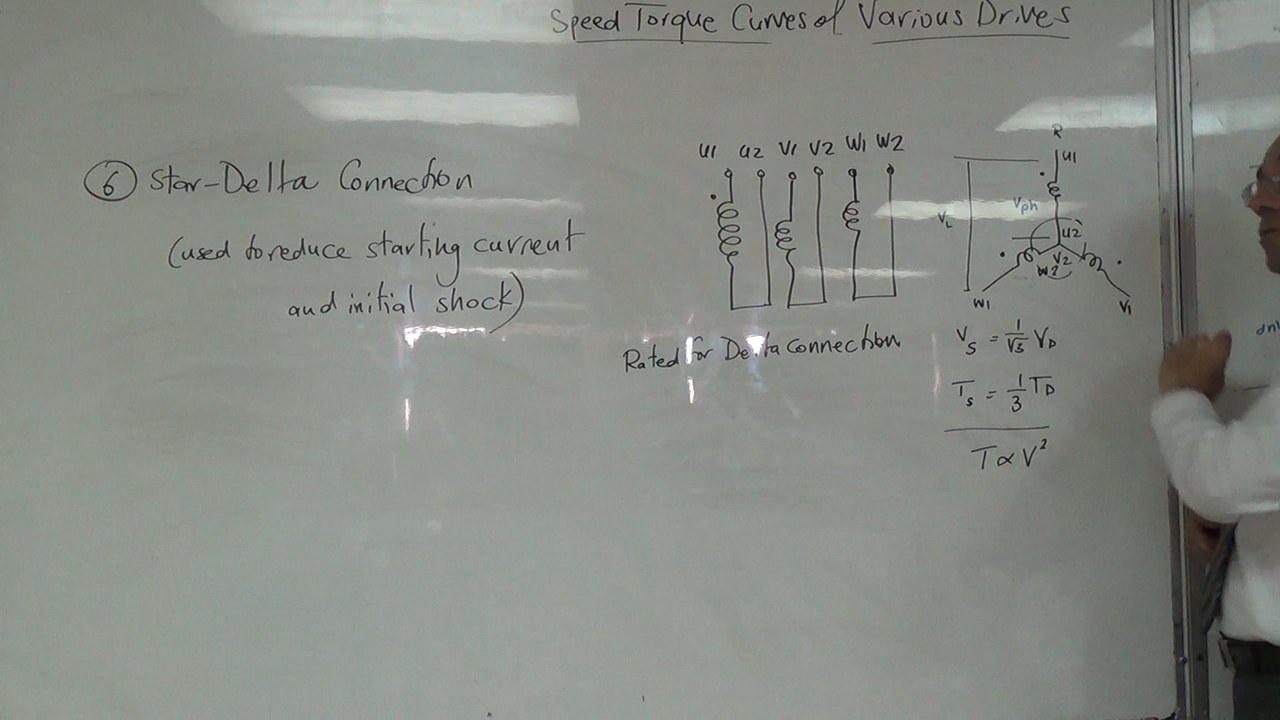 Speed Torque Curves of Various Drives
⑥ Star-Delta Connection
(used to reduce starting current
and initial shock)
U1 U2 V1 V2 W1 W2
Rated for Delta Connection
R
U1
Vph
VL
U2
V2
W2
W1
V1
Vs = 1/√3 VD
Ts = 1/3 TD
T ∝ V²